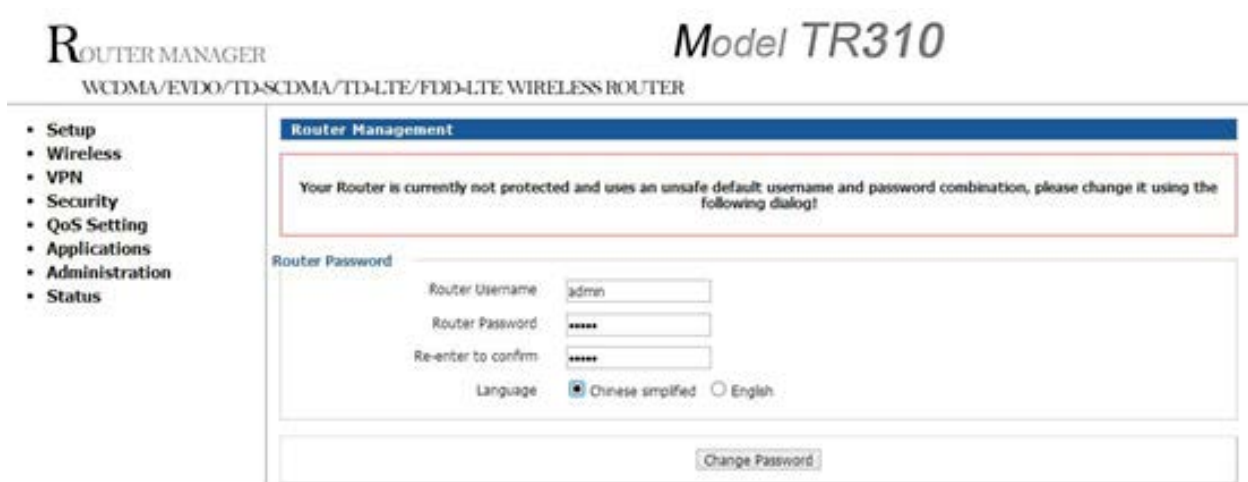 ROUTER MANAGER
Model TR310
WCDMA/EVDO/TD-SCDMA/TD-LTE/FDD-LTE WIRELESS ROUTER
• Setup
• Wireless
• VPN
• Security
• QoS Setting
• Applications
• Administration
• Status
Router Management
Your Router is currently not protected and uses an unsafe default username and password combination, please change it using the
following dialog!
Router Password
Router Username admin
Router Password •••••
Re-enter to confirm •••••
Language Chinese simplified English
Change Password